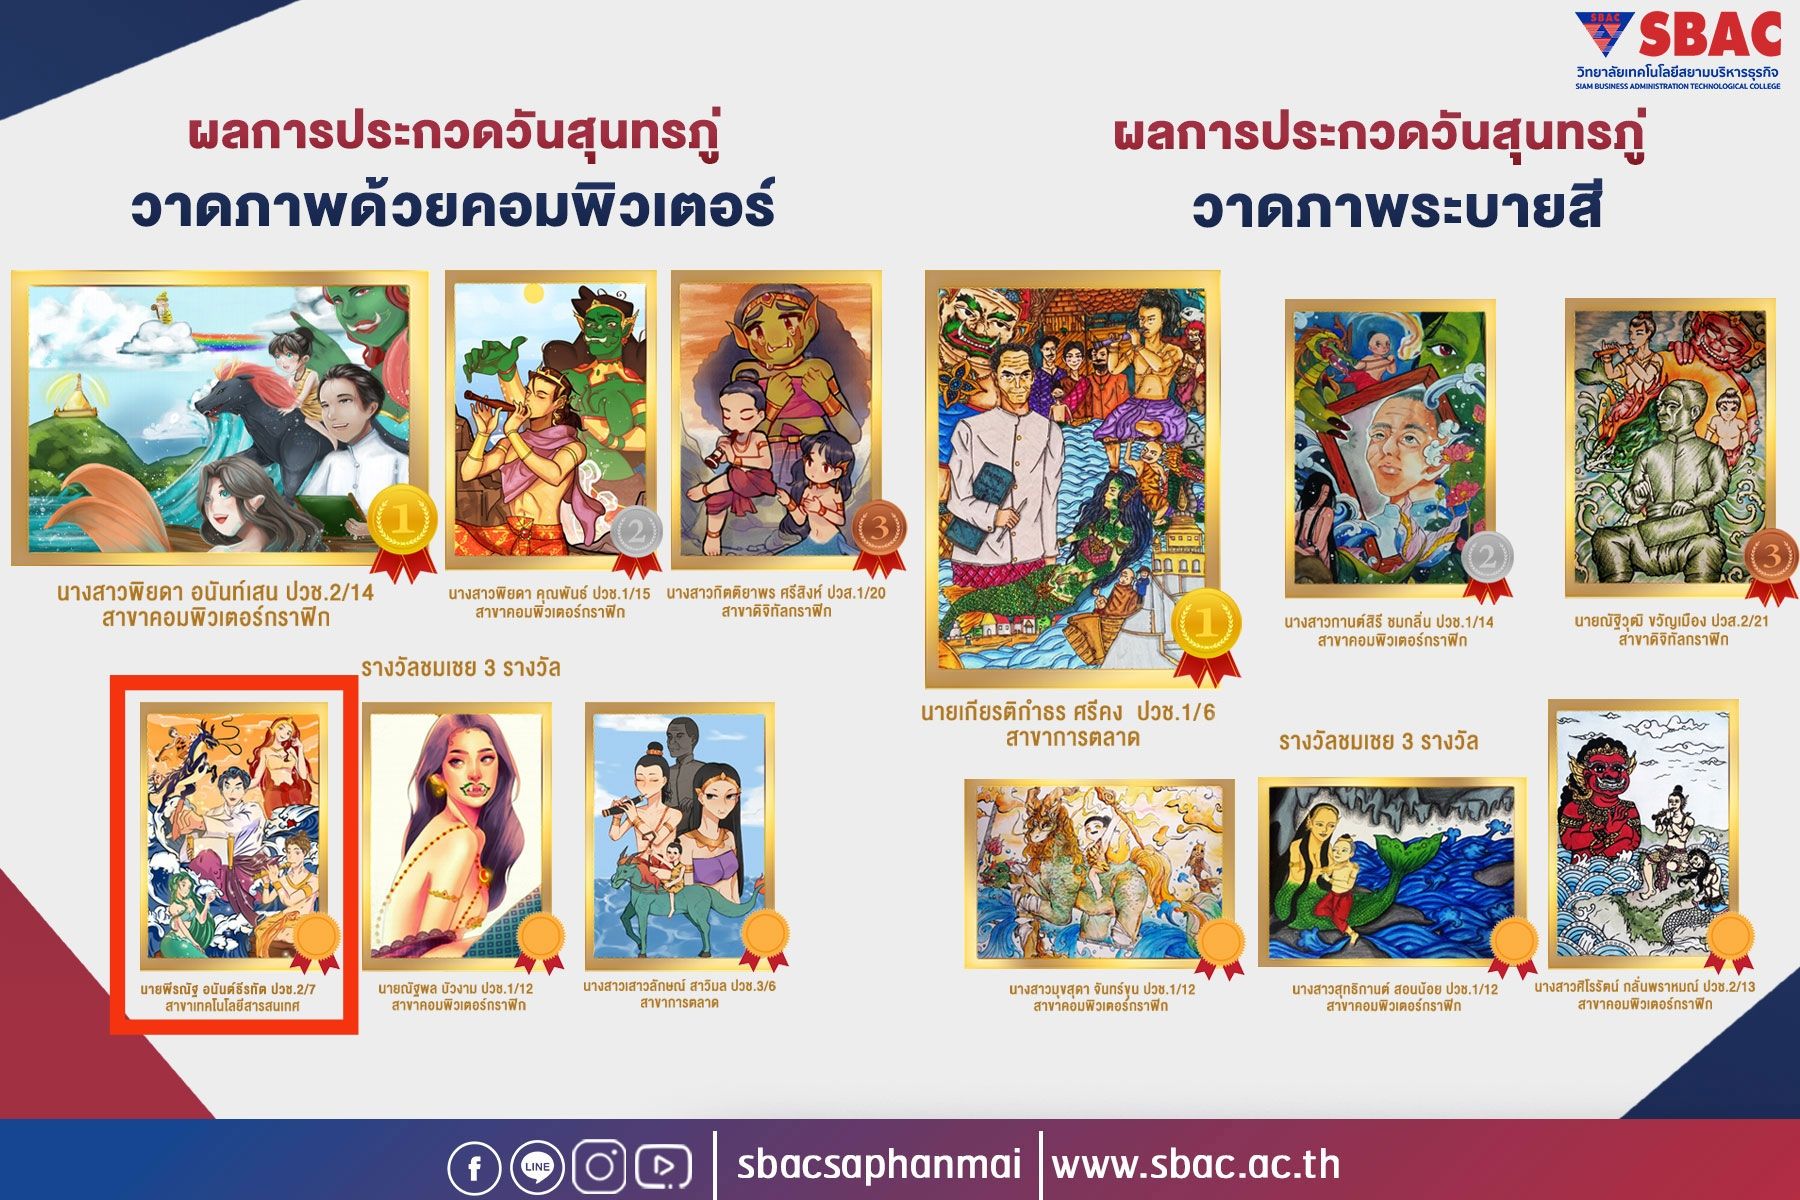 SBAC
SBAC
วิทยาลัยเทคโนโลยีสยามบริหารธุรกิจ
SIAM BUSINESS ADMINISTRATION TECHNOLOGICAL COLLEGE
ผลการประกวดวันสุนทรภู่
วาดภาพด้วยคอมพิวเตอร์
1
2
3
นางสาวพิยดา อนันท์เสน ปวช.2/14
สาขาคอมพิวเตอร์กราฟิก
นางสาวพิยดา คุณพันธ์ ปวช.1/15
สาขาคอมพิวเตอร์กราฟิก
นางสาวกิตติยาพร ศรีสิงห์ ปวส.1/20
สาขาดิจิทัลกราฟิก
รางวัลชมเชย 3 รางวัล
นายพีรณัฐ อนันต์ธีรทัต ปวช.2/7
สาขาเทคโนโลยีสารสนเทศ
นายณัฐพล บัวงาม ปวช.1/12
สาขาคอมพิวเตอร์กราฟิก
นางสาวเสาวลักษณ์ สาวิมล ปวช.3/6
สาขาการตลาด
ผลการประกวดวันสุนทรภู่
วาดภาพระบายสี
1
2
3
นายเกียรติกำธร ศรีคง ปวช.1/6
สาขาการตลาด
นางสาวกานต์สิรี ชมกลิ่น ปวช.1/14
สาขาคอมพิวเตอร์กราฟิก
นายณัฐิวุฒิ ขวัญเมือง ปวส.2/21
สาขาดิจิทัลกราฟิก
รางวัลชมเชย 3 รางวัล
นางสาวมุขสุดา จันทร์ขุน ปวช.1/12
สาขาคอมพิวเตอร์กราฟิก
นางสาวสุทธิกานต์ สอนน้อย ปวช.1/12
สาขาคอมพิวเตอร์กราฟิก
นางสาวศิโรรัตน์ กลั่นพราหมณ์ ปวช.2/13
สาขาคอมพิวเตอร์กราฟิก
f LINE sbacsaphanmai www.sbac.ac.th